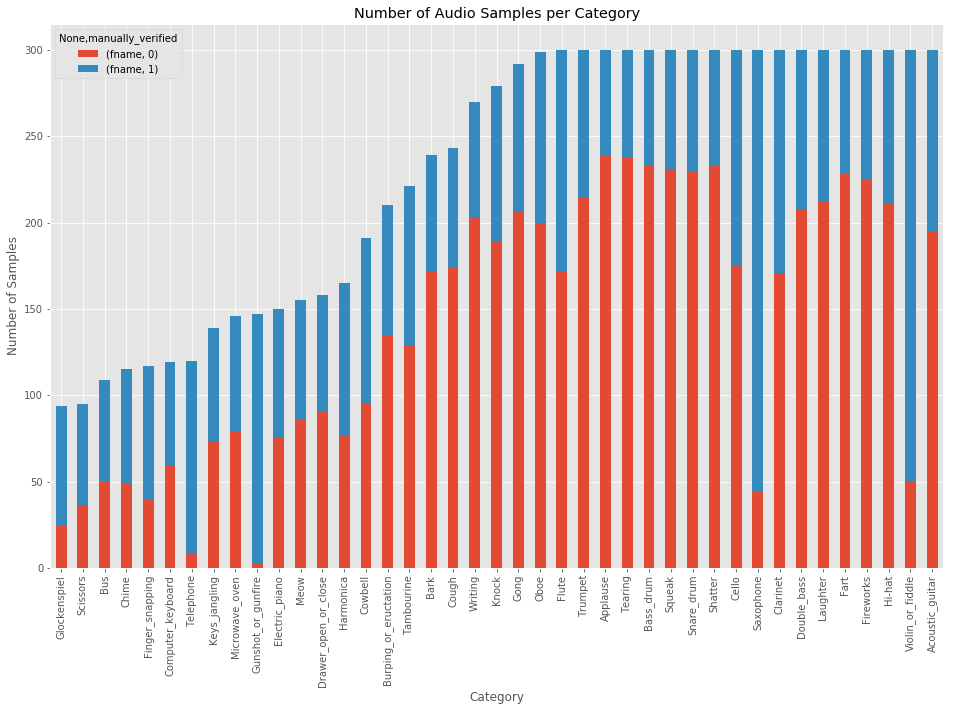 Number of Audio Samples per Category
None,manually_verified
(fname, 0)
(fname, 1)
Number of Samples
300
250
200
150
100
50
0
Glockenspiel
Scissors
Bus
Chime
Finger_snapping
Computer_keyboard
Telephone
Keys_jangling
Microwave_oven
Gunshot_or_gunfire
Electric_piano
Meow
Drawer_open_or_close
Harmonica
Cowbell
Burping_or_eructation
Tambourine
Bark
Cough
Writing
Knock
Gong
Oboe
Flute
Trumpet
Applause
Tearing
Bass_drum
Squeak
Snare_drum
Shatter
Cello
Saxophone
Clarinet
Double_bass
Laughter
Fart
Fireworks
Hi-hat
Violin_or_fiddle
Acoustic_guitar
Category